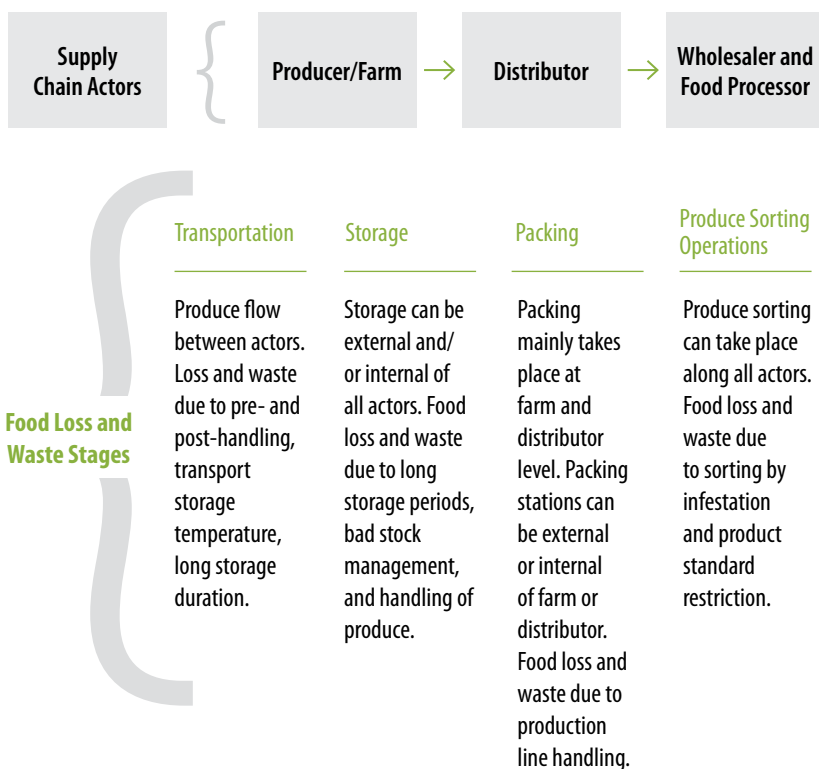 Supply
Chain Actors
Producer/Farm
Distributor
Wholesaler and
Food Processor
Food Loss and
Waste Stages
Transportation
Produce flow
between actors.
Loss and waste
due to pre- and
post-handling,
transport
storage
temperature,
long storage
duration.
Storage
Storage can be
external and/
or internal of
all actors. Food
loss and waste
due to long
storage periods,
bad stock
management,
and handling of
produce.
Packing
Packing
mainly takes
place at
farm and
distributor
level. Packing
stations can
be external
or internal
of farm or
distributor.
Food loss and
waste due to
production
line handling.
Produce Sorting
Operations
Produce sorting
can take place
along all actors.
Food loss and
waste due
to sorting by
infestation
and product
standard
restriction.